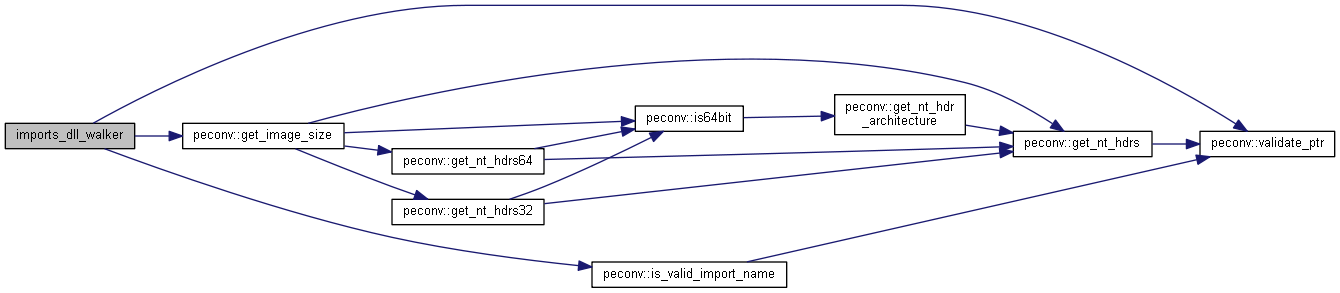 imports_dll_walker
peconv::get_image_size
peconv::get_nt_hdrs64
peconv::get_nt_hdrs32
peconv::is64bit
peconv::get_nt_hdr
_architecture
peconv::get_nt_hdrs
peconv::validate_ptr
peconv::is_valid_import_name